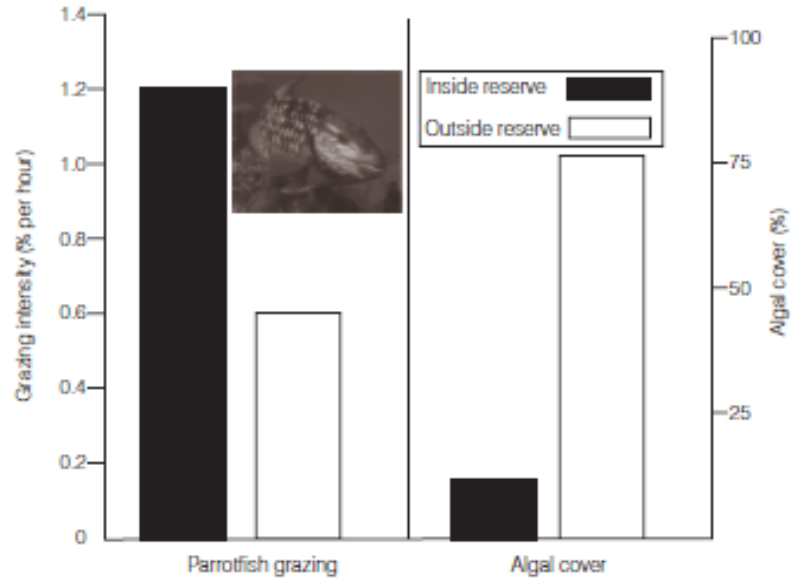 1.4
1.2
1.0
0.8
0.6
0.4
0.2
0
Grazing intensity (% per hour)
Inside reserve
Outside reserve
100
75
50
25
Algal cover (%)
Parrotfish grazing
Algal cover